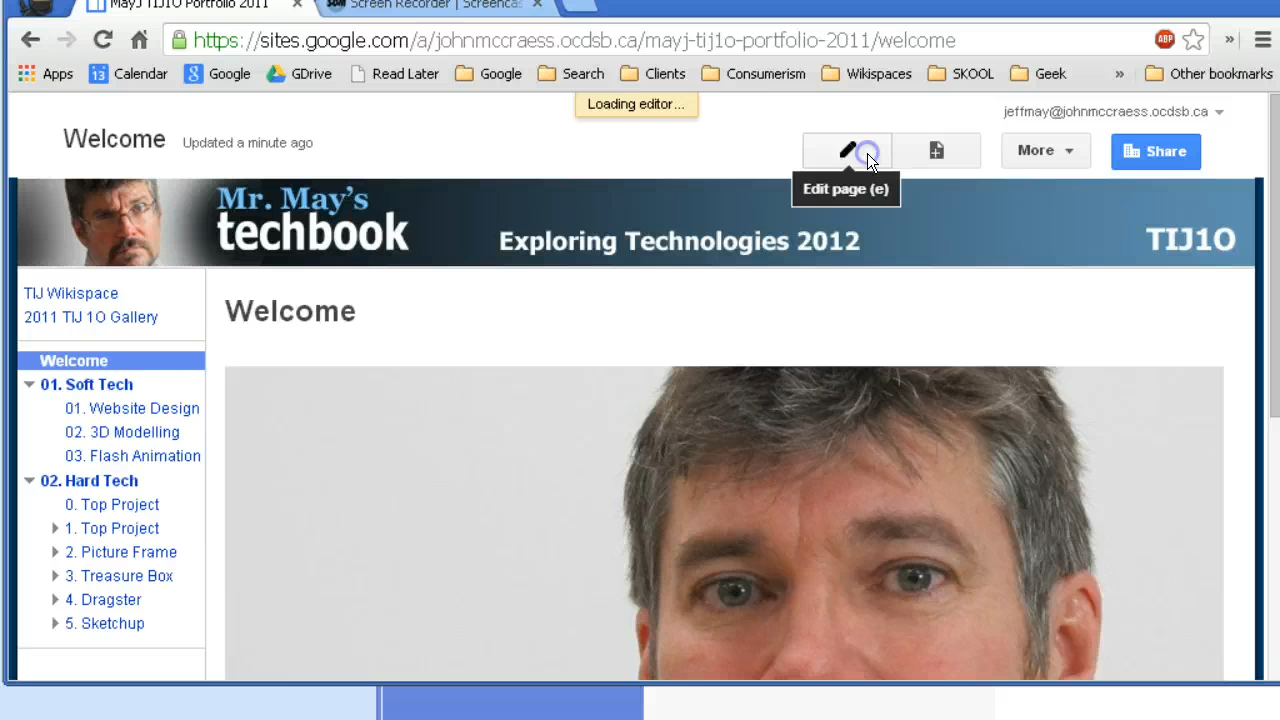 MayJ TIJ1O Portfolio 2011
Screen Recorder | Screencas
https://sites.google.com/a/johnmccraess.ocdsb.ca/mayj-tij1o-portfolio-2011/welcome
ABP
Apps 13 Calendar 8 Google GDrive Read Later Google Search Clients Consumerism Wikispaces SKOOL Geek » Other bookmarks
Loading editor...
jeffmay@johnmccraess.ocdsb.ca
Welcome Updated a minute ago
More Share
Edit page (e)
Mr. May's
techbook
Exploring Technologies 2012
TIJ1O
TIJ Wikispace
2011 TIJ 1O Gallery
Welcome
01. Soft Tech
01. Website Design
02. 3D Modelling
03. Flash Animation
02. Hard Tech
0. Top Project
1. Top Project
2. Picture Frame
3. Treasure Box
4. Dragster
5. Sketchup
Welcome